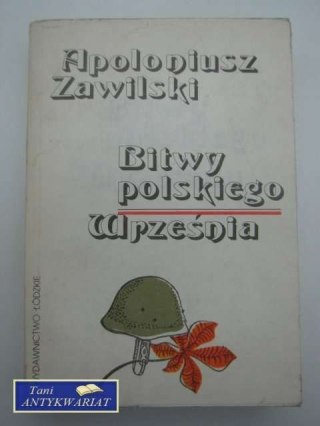 Apoloniusz
Zawilski
Bitwy
polskiego
Września
WYDAWNICTWO ŁÓDZKIE
Tani
ANTYKWARIAT